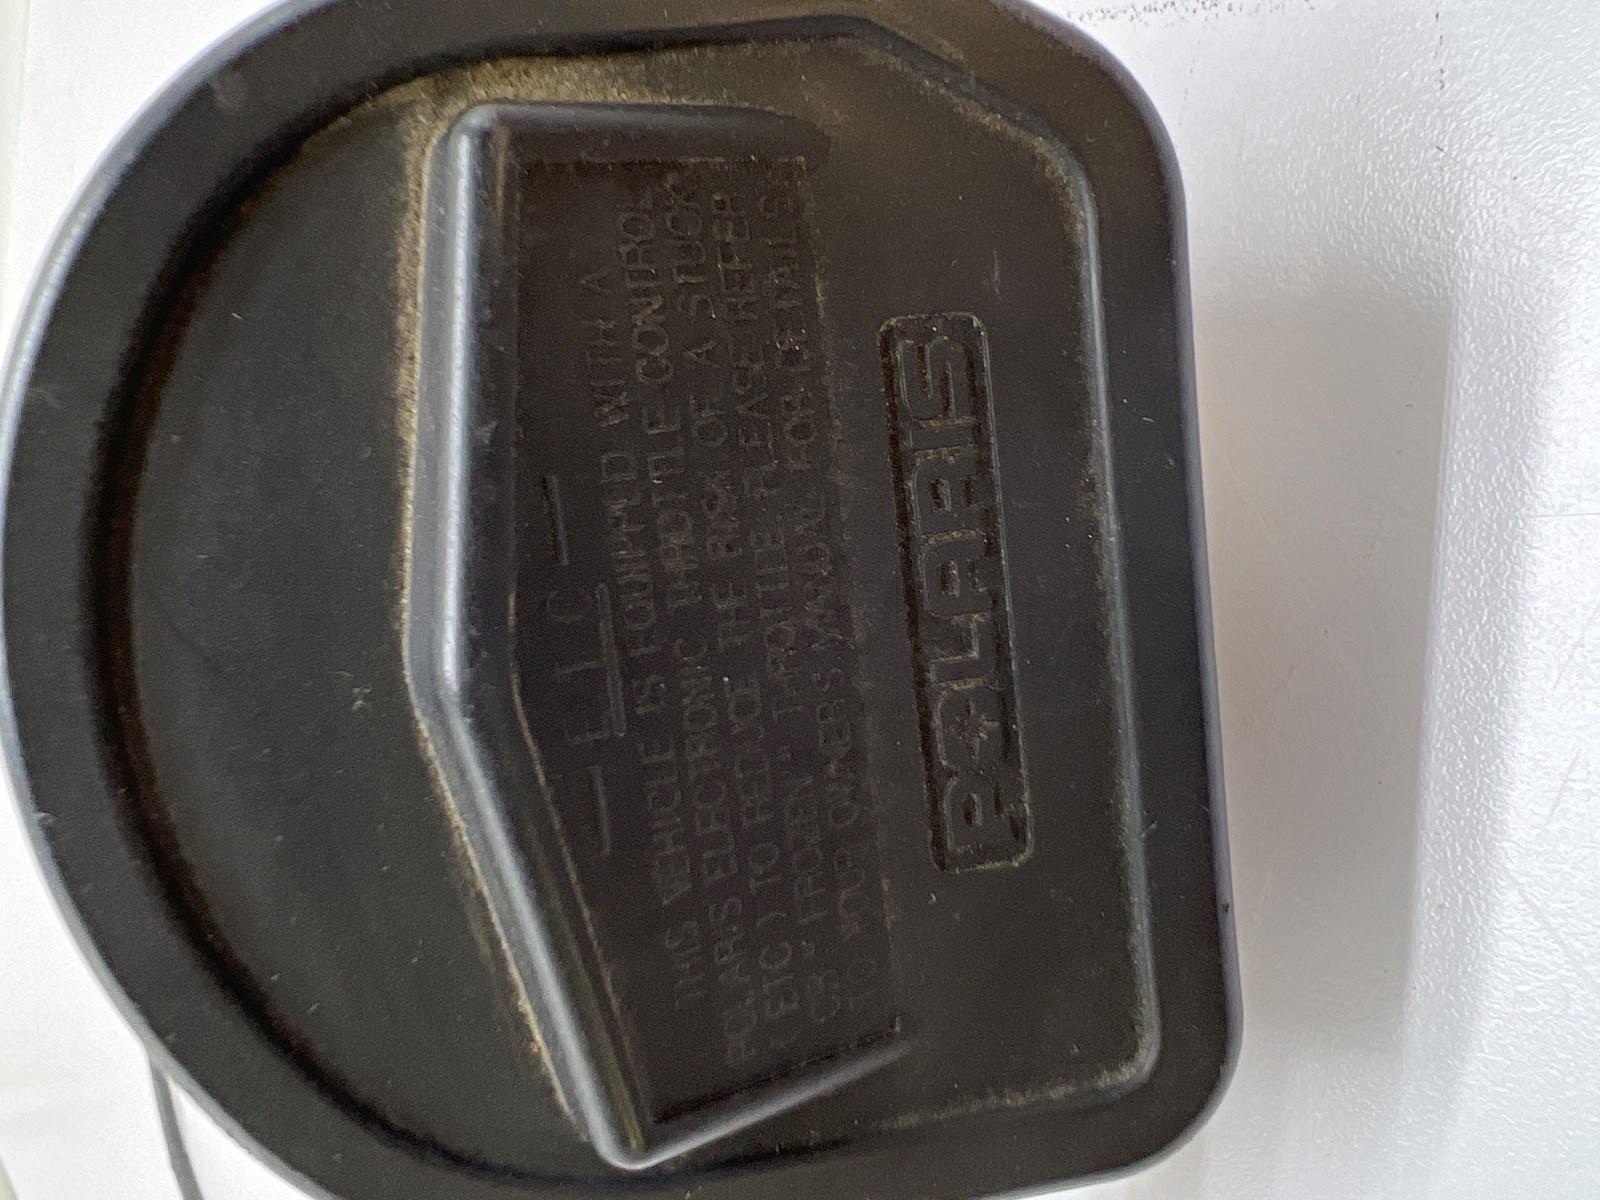 — ETC —
THIS VEHICLE IS EQUIPPED WITH A
POLARIS ELECTRONIC THROTTLE CONTROL
( ETC ) TO REDUCE THE RISK OF A STUCK
OR " FROZEN " THROTTLE PLEASE REFER
TO YOUR OWNERS MANUAL FOR DETAILS
POLARIS